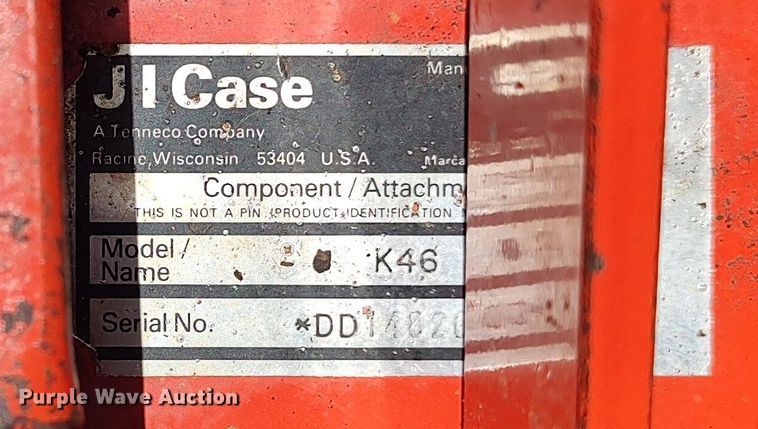 J I Case
Man
A Tenneco Company
Racine, Wisconsin 53404 U.S.A. Marca
Component / Attachm
THIS IS NOT A PIN (PRODUCT IDENTIFICATION
Model /
Name K46
Serial No. *DD14820
Purple Wave Auction